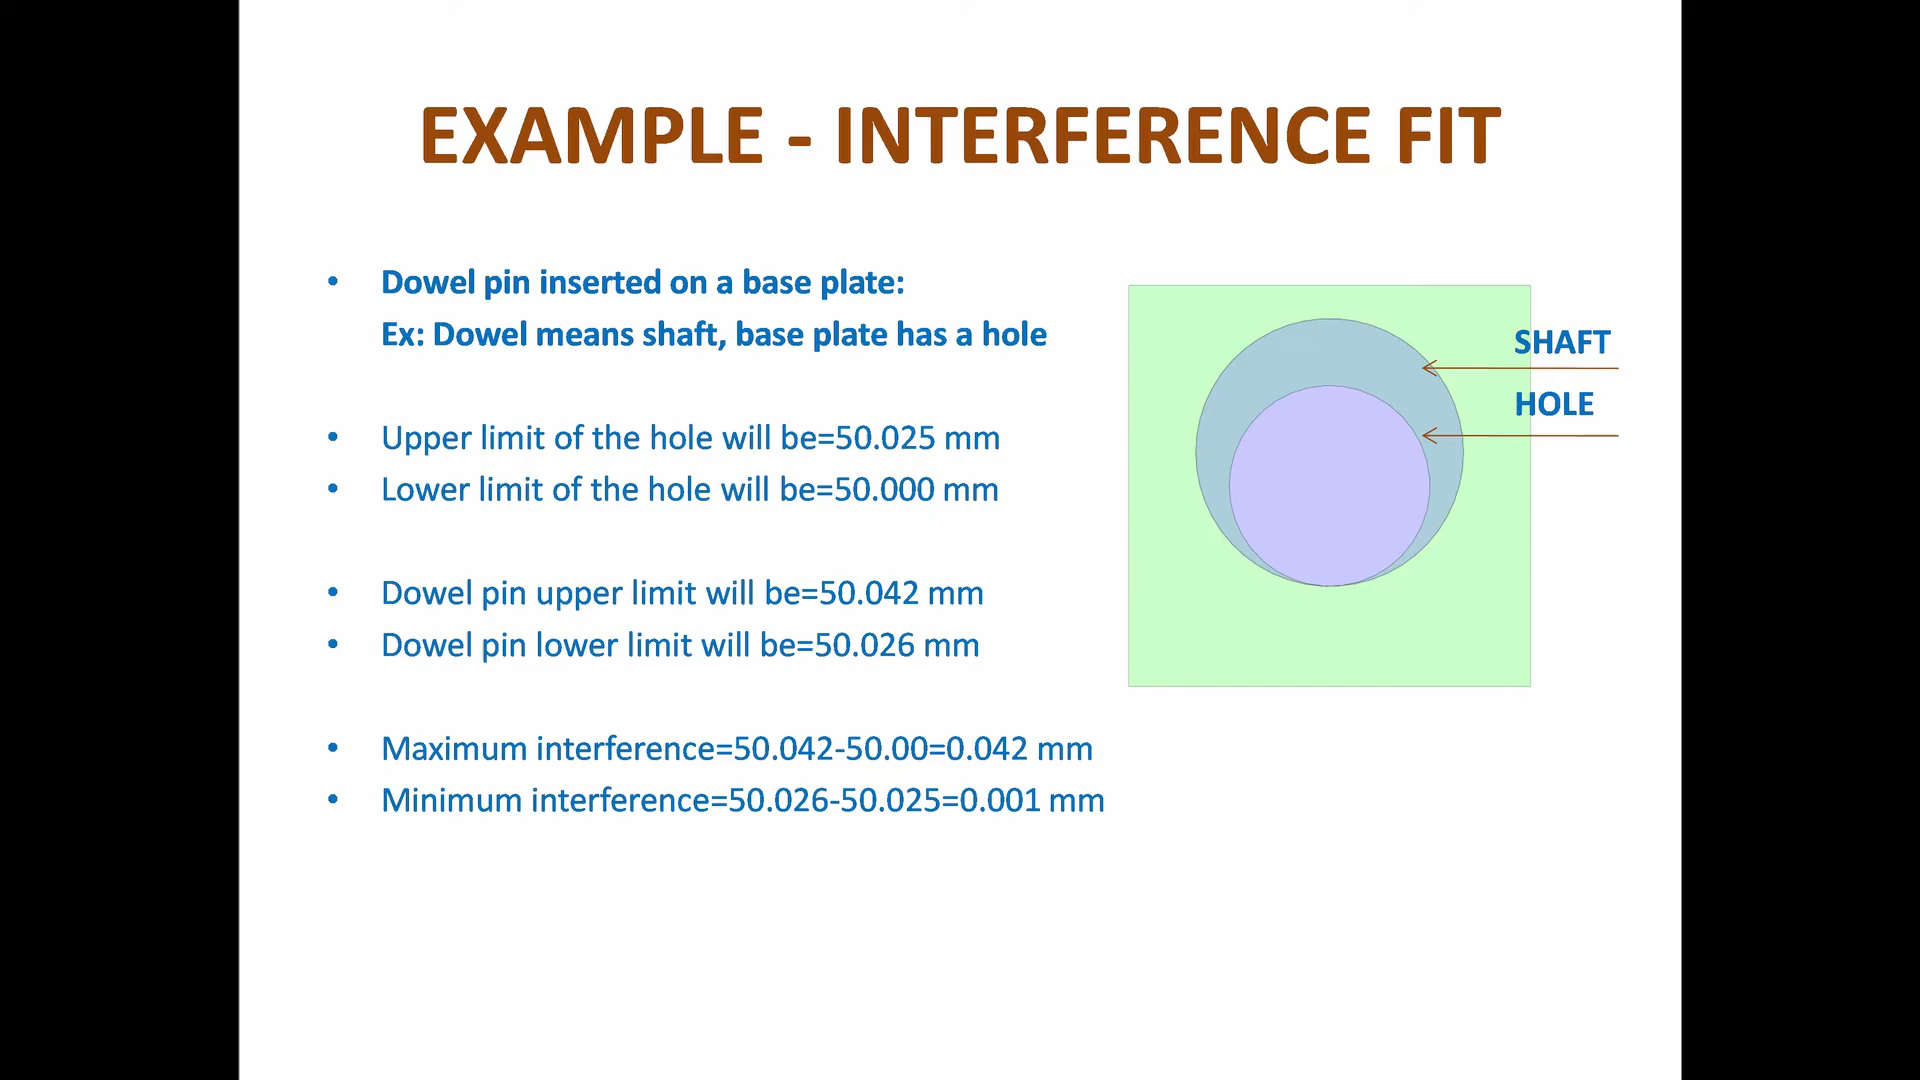 EXAMPLE - INTERFERENCE FIT
• Dowel pin inserted on a base plate:
Ex: Dowel means shaft, base plate has a hole
• Upper limit of the hole will be=50.025 mm
• Lower limit of the hole will be=50.000 mm
• Dowel pin upper limit will be=50.042 mm
• Dowel pin lower limit will be=50.026 mm
• Maximum interference=50.042-50.00=0.042 mm
• Minimum interference=50.026-50.025=0.001 mm
SHAFT
HOLE